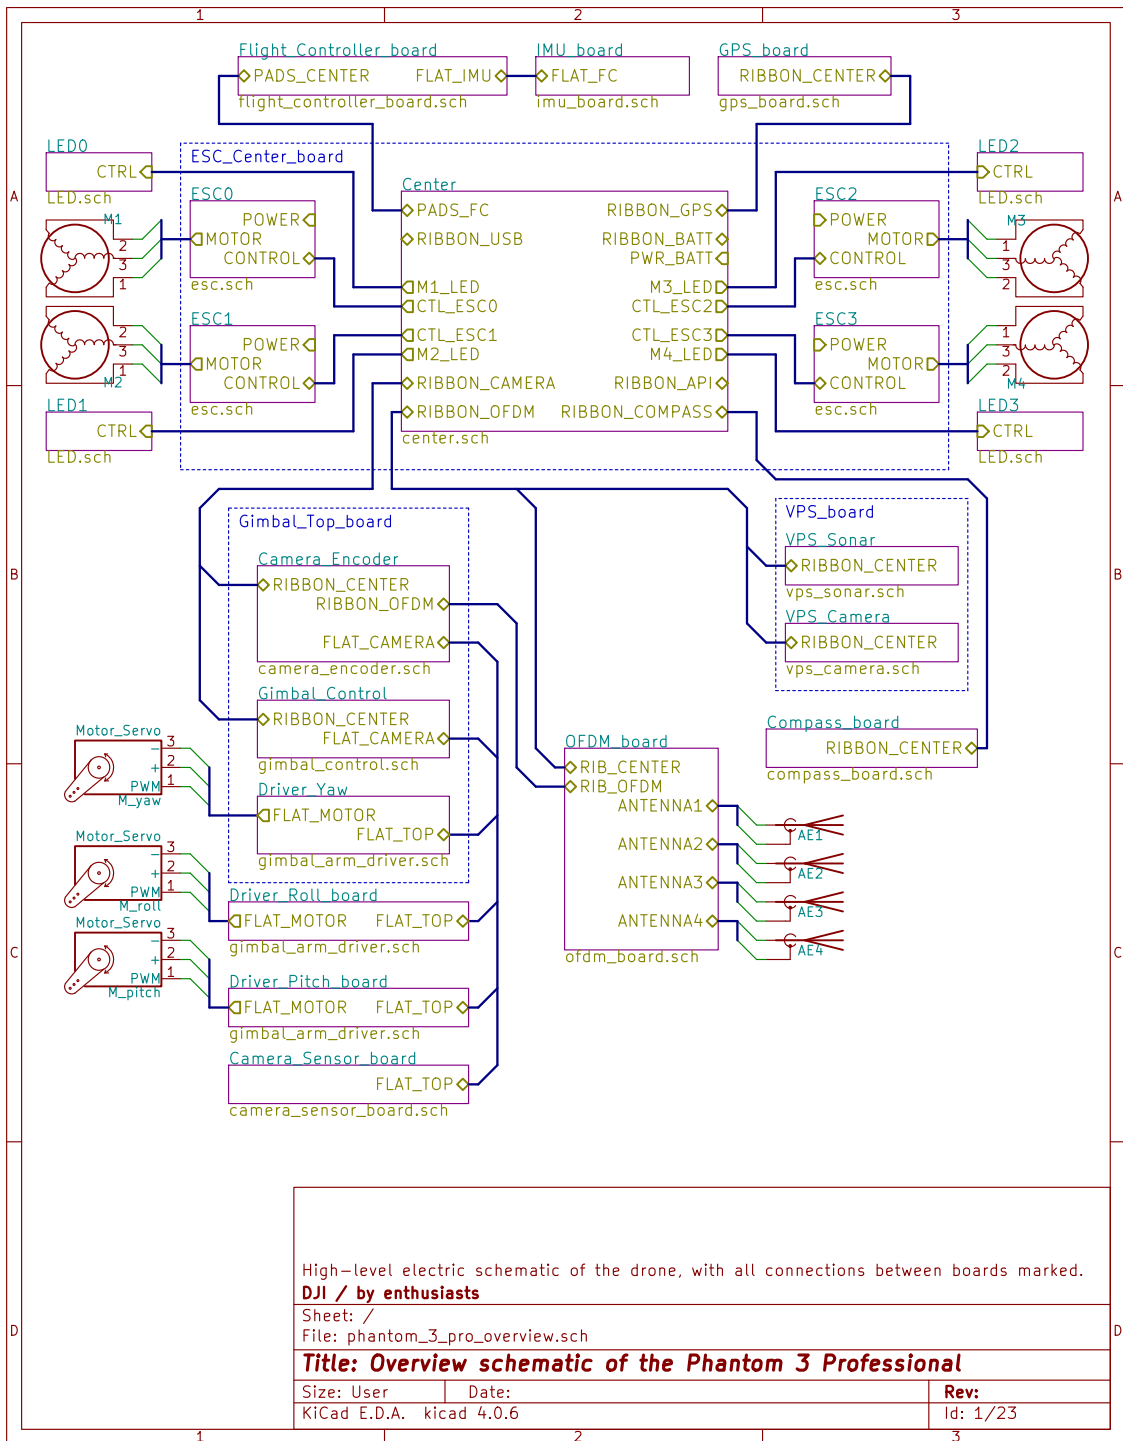 1 2 3
Flight_Controller_board
PADS_CENTER FLAT_IMU
flight_controller_board.sch
IMU_board
FLAT_FC
imu_board.sch
GPS_board
RIBBON_CENTER
gps_board.sch
A
A
LED0
CTRL
LED.sch
ESC_Center_board
LED2
CTRL
LED.sch
M1
2
3
1
ESC0
POWER
MOTOR
CONTROL
esc.sch
M2
2
3
1
ESC1
POWER
MOTOR
CONTROL
esc.sch
LED1
CTRL
LED.sch
Center
PADS_FC RIBBON_GPS
RIBBON_USB RIBBON_BATT
PWR_BATT
M1_LED M3_LED
CTL_ESC0 CTL_ESC2
CTL_ESC1 CTL_ESC3
M2_LED M4_LED
RIBBON_CAMERA RIBBON_API
RIBBON_OFDM RIBBON_COMPASS
center.sch
ESC2
POWER
MOTOR
CONTROL
esc.sch
M3
1
3
2
ESC3
POWER
MOTOR
CONTROL
esc.sch
1
3
2
M4
LED3
CTRL
LED.sch
B
B
Gimbal_Top_board
Camera_Encoder
RIBBON_CENTER
RIBBON_OFDM
FLAT_CAMERA
camera_encoder.sch
Gimbal_Control
RIBBON_CENTER
FLAT_CAMERA
gimbal_control.sch
Driver_Yaw
FLAT_MOTOR
FLAT_TOP
gimbal_arm_driver.sch
VPS_board
VPS_Sonar
RIBBON_CENTER
vps_sonar.sch
VPS_Camera
RIBBON_CENTER
vps_camera.sch
Compass_board
RIBBON_CENTER
compass_board.sch
Motor_Servo
- 3
+ 2
PWM 1
M_yaw
Motor_Servo
- 3
+ 2
PWM 1
M_roll
Motor_Servo
- 3
+ 2
PWM 1
M_pitch
OFDM_board
RIB_CENTER
RIB_OFDM
ANTENNA1
ANTENNA2
ANTENNA3
ANTENNA4
ofdm_board.sch
AE1
AE2
AE3
AE4
C
C
Driver_Roll_board
FLAT_MOTOR FLAT_TOP
gimbal_arm_driver.sch
Driver_Pitch_board
FLAT_MOTOR FLAT_TOP
gimbal_arm_driver.sch
Camera_Sensor_board
FLAT_TOP
camera_sensor_board.sch
D
D
High-level electric schematic of the drone, with all connections between boards marked.
DJI / by enthusiasts
Sheet: /
File: phantom_3_pro_overview.sch
Title: Overview schematic of the Phantom 3 Professional
Size: User Date: Rev:
KiCad E.D.A. kicad 4.0.6 Id: 1/23
1 2 3